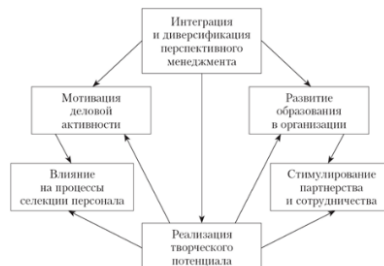 Интеграция
и диверсификация
перспективного
менеджмента
Мотивация
деловой
активности
Развитие
образования
в организации
Влияние
на процессы
селекции персонала
Стимулирование
партнерства
и сотрудничества
Реализация
творческого
потенциала